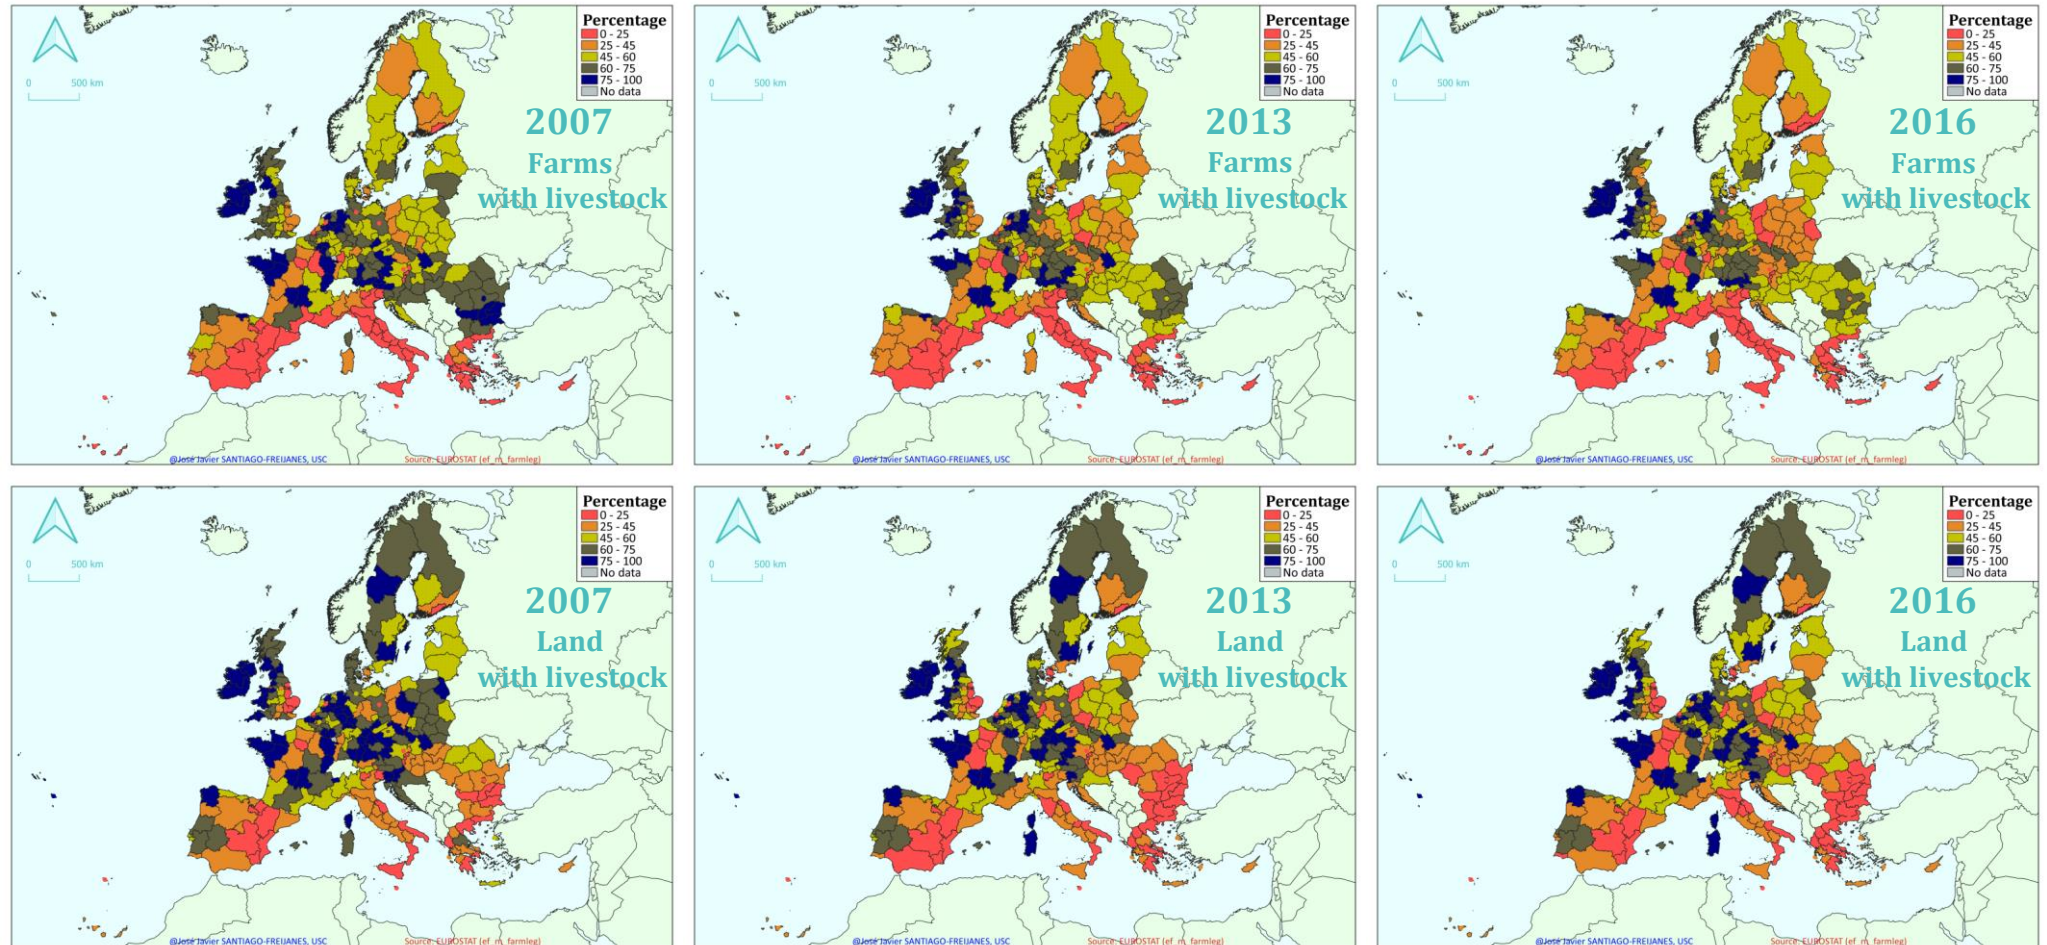 Percentage
0 - 25
25 - 45
45 - 60
60 - 75
75 - 100
No data
0 500 km
2007
Farms
with livestock
@José Javier SANTIAGO-FREIJANES, USC
Source: EUROSTAT (ef_m_farmleg)
Percentage
0 - 25
25 - 45
45 - 60
60 - 75
75 - 100
No data
0 500 km
2013
Farms
with livestock
@José Javier SANTIAGO-FREIJANES, USC
Source: EUROSTAT (ef_m_farmleg)
Percentage
0 - 25
25 - 45
45 - 60
60 - 75
75 - 100
No data
0 500 km
2016
Farms
with livestock
@José Javier SANTIAGO-FREIJANES, USC
Source: EUROSTAT (ef_m_farmleg)
Percentage
0 - 25
25 - 45
45 - 60
60 - 75
75 - 100
No data
0 500 km
2007
Land
with livestock
@José Javier SANTIAGO-FREIJANES, USC
Source: EUROSTAT (ef_m_farmleg)
Percentage
0 - 25
25 - 45
45 - 60
60 - 75
75 - 100
No data
0 500 km
2013
Land
with livestock
@José Javier SANTIAGO-FREIJANES, USC
Source: EUROSTAT (ef_m_farmleg)
Percentage
0 - 25
25 - 45
45 - 60
60 - 75
75 - 100
No data
0 500 km
2016
Land
with livestock
@José Javier SANTIAGO-FREIJANES, USC
Source: EUROSTAT (ef_m_farmleg)